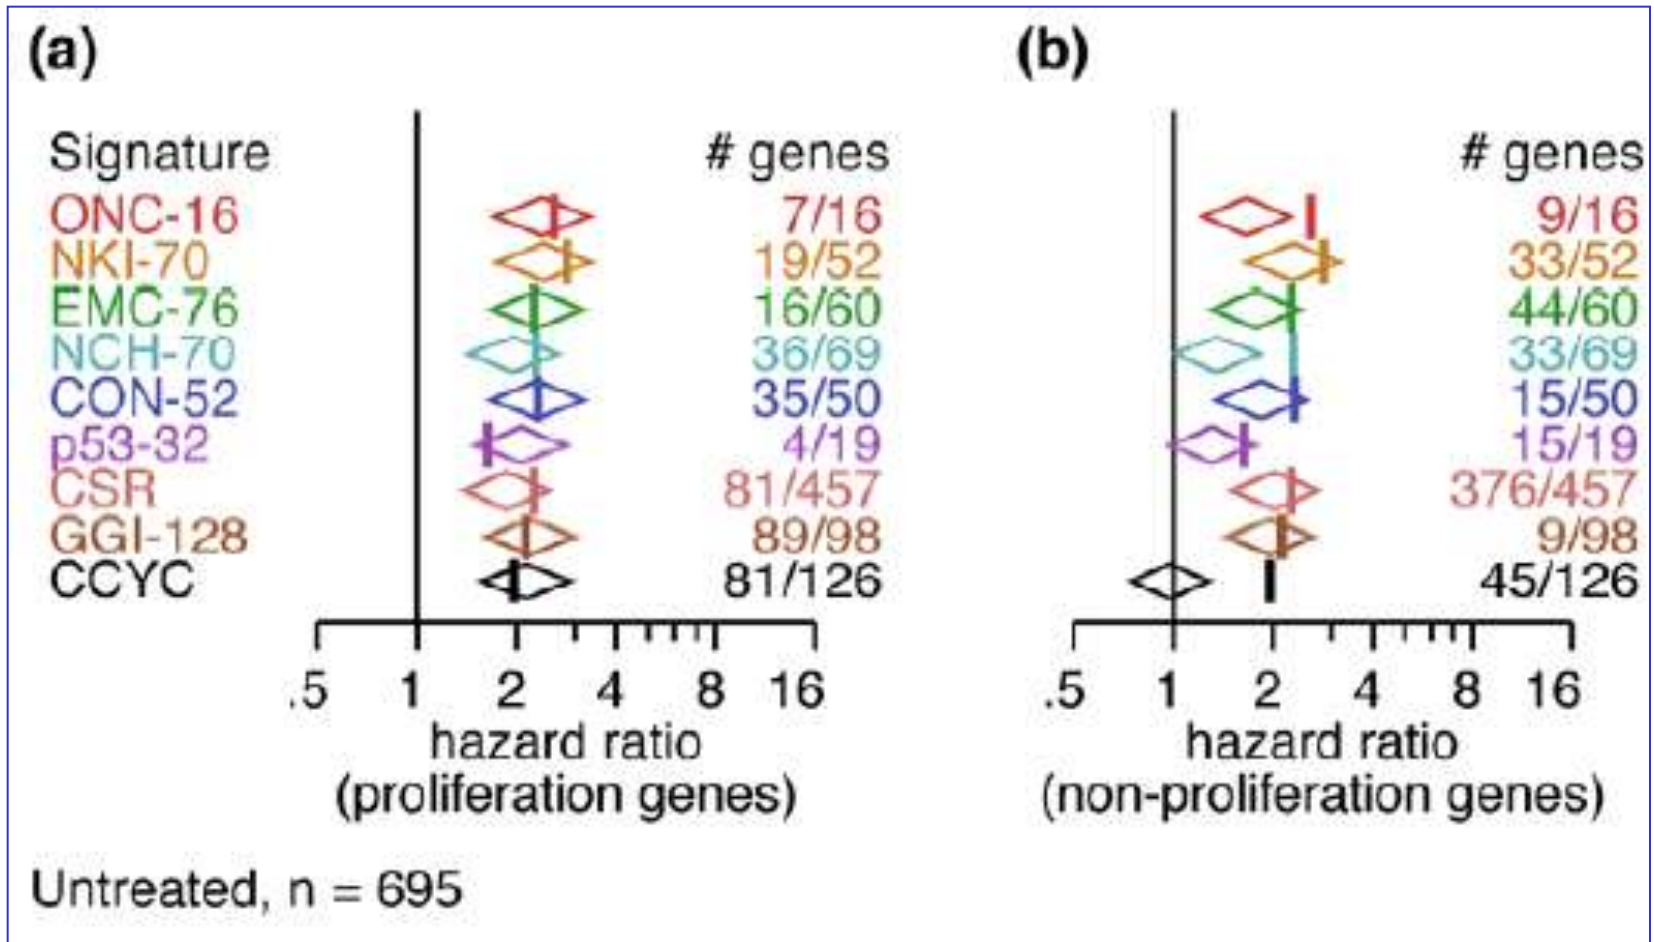 (a)
Signature # genes
ONC-16 7/16
NKI-70 19/52
EMC-76 16/60
NCH-70 36/69
CON-52 35/50
p53-32 4/19
CSR 81/457
GGI-128 89/98
CCYC 81/126
.5 1 2 4 8 16
hazard ratio
(proliferation genes)
(b)
# genes
9/16
33/52
44/60
33/69
15/50
15/19
376/457
9/98
45/126
.5 1 2 4 8 16
hazard ratio
(non-proliferation genes)
Untreated, n = 695